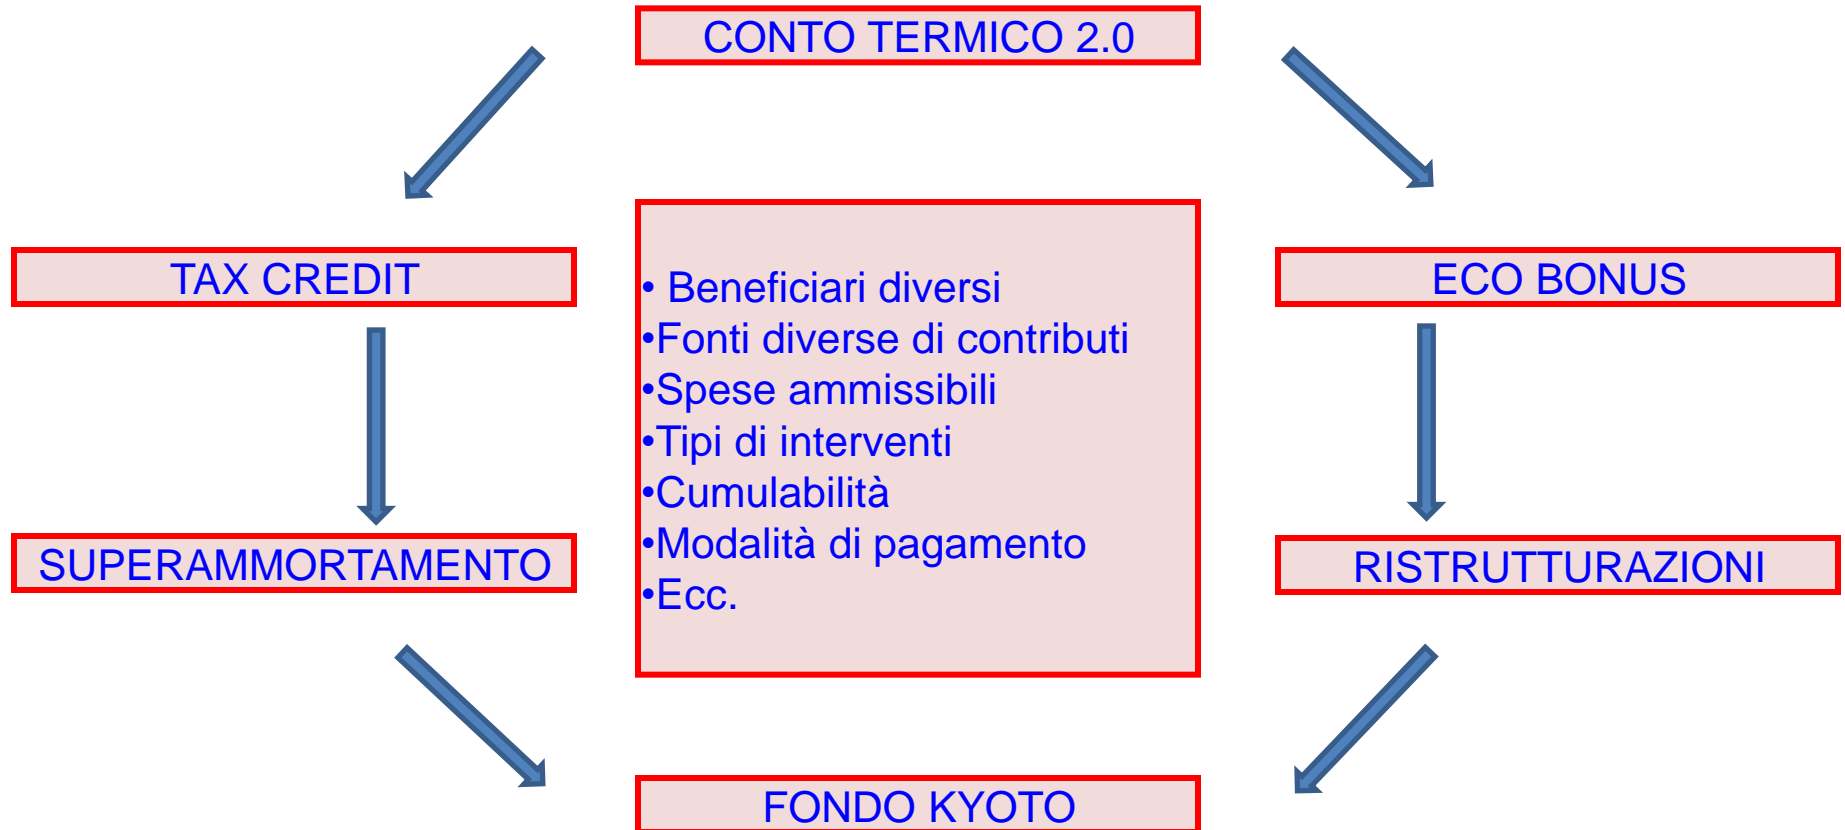 CONTO TERMICO 2.0
TAX CREDIT
ECO BONUS
• Beneficiari diversi
•Fonti diverse di contributi
•Spese ammissibili
•Tipi di interventi
•Cumulabilità
•Modalità di pagamento
•Ecc.
SUPERAMMORTAMENTO
RISTRUTTURAZIONI
FONDO KYOTO